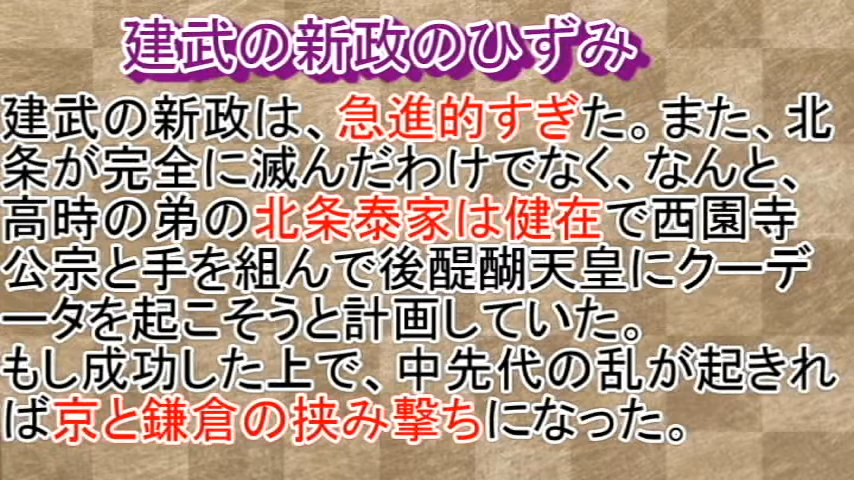 建武の新政のひずみ
建武の新政は、急進的すぎた。また、北
条が完全に滅んだわけでなく、なんと、
高時の弟の北条泰家は健在で西園寺
公宗と手を組んで後醍醐天皇にクーデ
ータを起こそうと計画していた。
もし成功した上で、中先代の乱が起きれ
ば京と鎌倉の挟み撃ちになった。